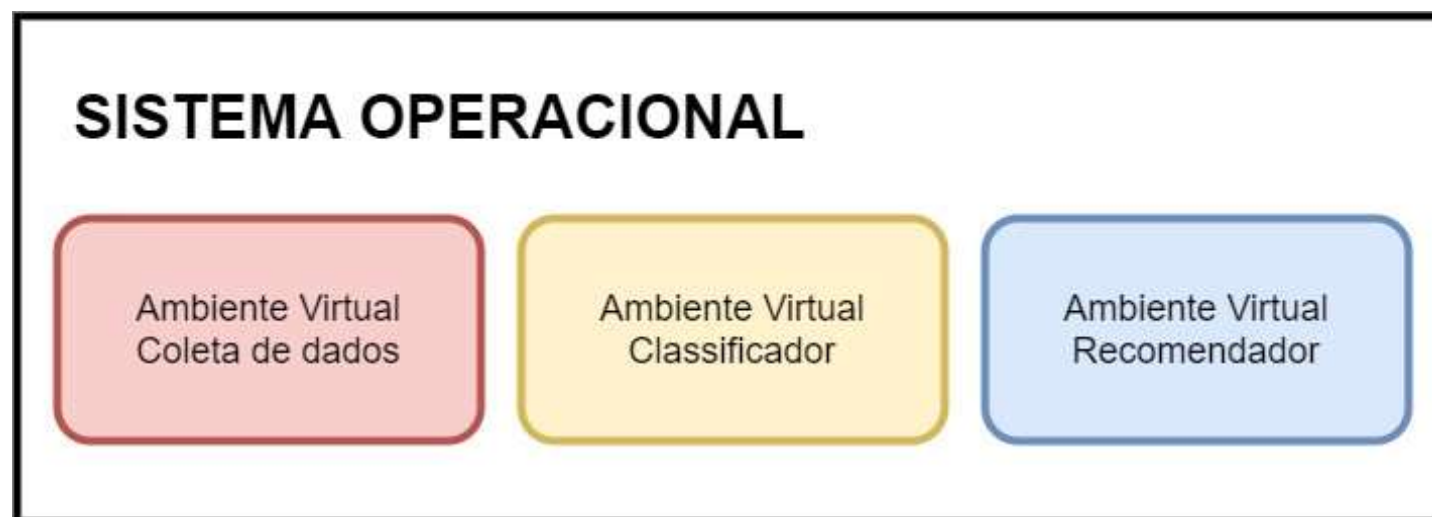 SISTEMA OPERACIONAL
Ambiente Virtual
Coleta de dados
Ambiente Virtual
Classificador
Ambiente Virtual
Recomendador